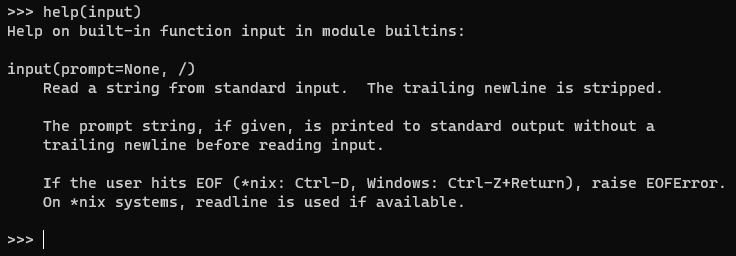 >>> help(input)
Help on built-in function input in module builtins:
input(prompt=None, /)
Read a string from standard input.  The trailing newline is stripped.
The prompt string, if given, is printed to standard output without a
trailing newline before reading input.
If the user hits EOF (*nix: Ctrl-D, Windows: Ctrl-Z+Return), raise EOFError.
On *nix systems, readline is used if available.
>>>